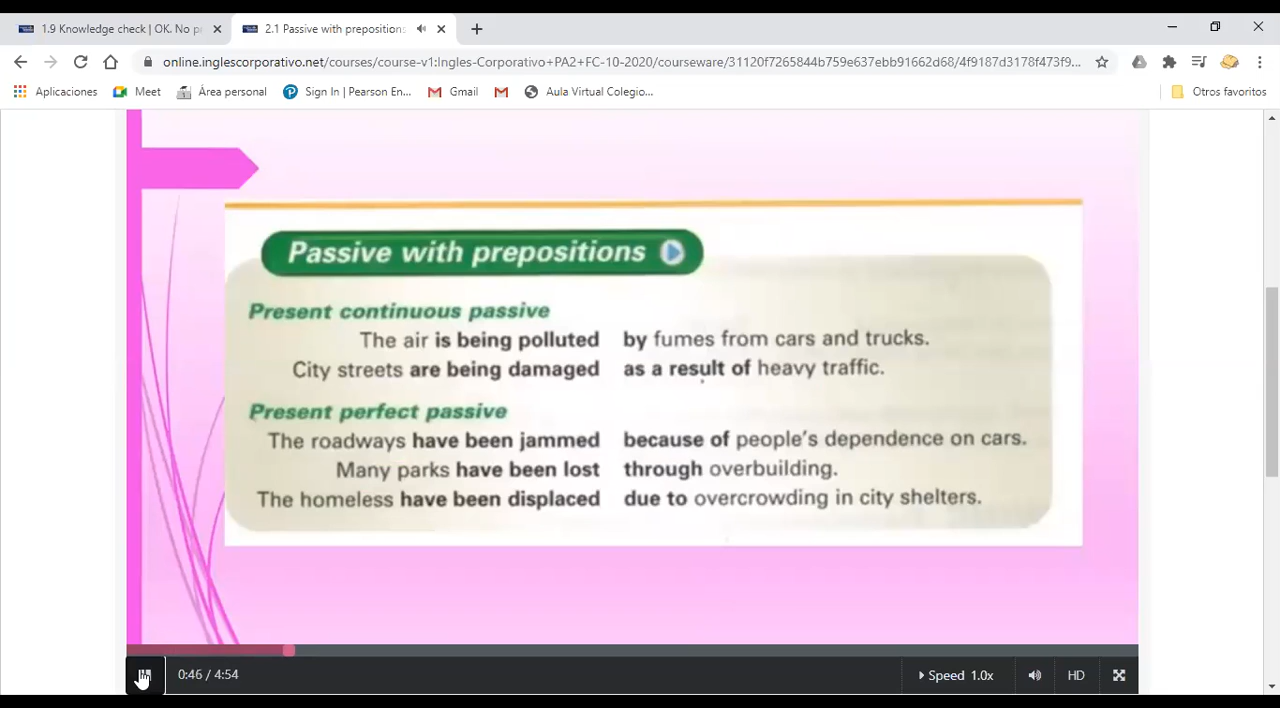 1.9 Knowledge check | OK. No p
2.1 Passive with prepositions
online.inglescorporativo.net/courses/course-v1:Ingles-Corporativo+PA2+FC-10-2020/courseware/31120f7265844b759e637ebb91662d68/4f9187d3178f473f9...
Aplicaciones Meet Área personal Sign In | Pearson En... Gmail Aula Virtual Colegio... Otros favoritos
Passive with prepositions
Present continuous passive
The air is being polluted by fumes from cars and trucks.
City streets are being damaged as a result of heavy traffic.
Present perfect passive
The roadways have been jammed because of people's dependence on cars.
Many parks have been lost through overbuilding.
The homeless have been displaced due to overcrowding in city shelters.
0:46 / 4:54 Speed 1.0x HD